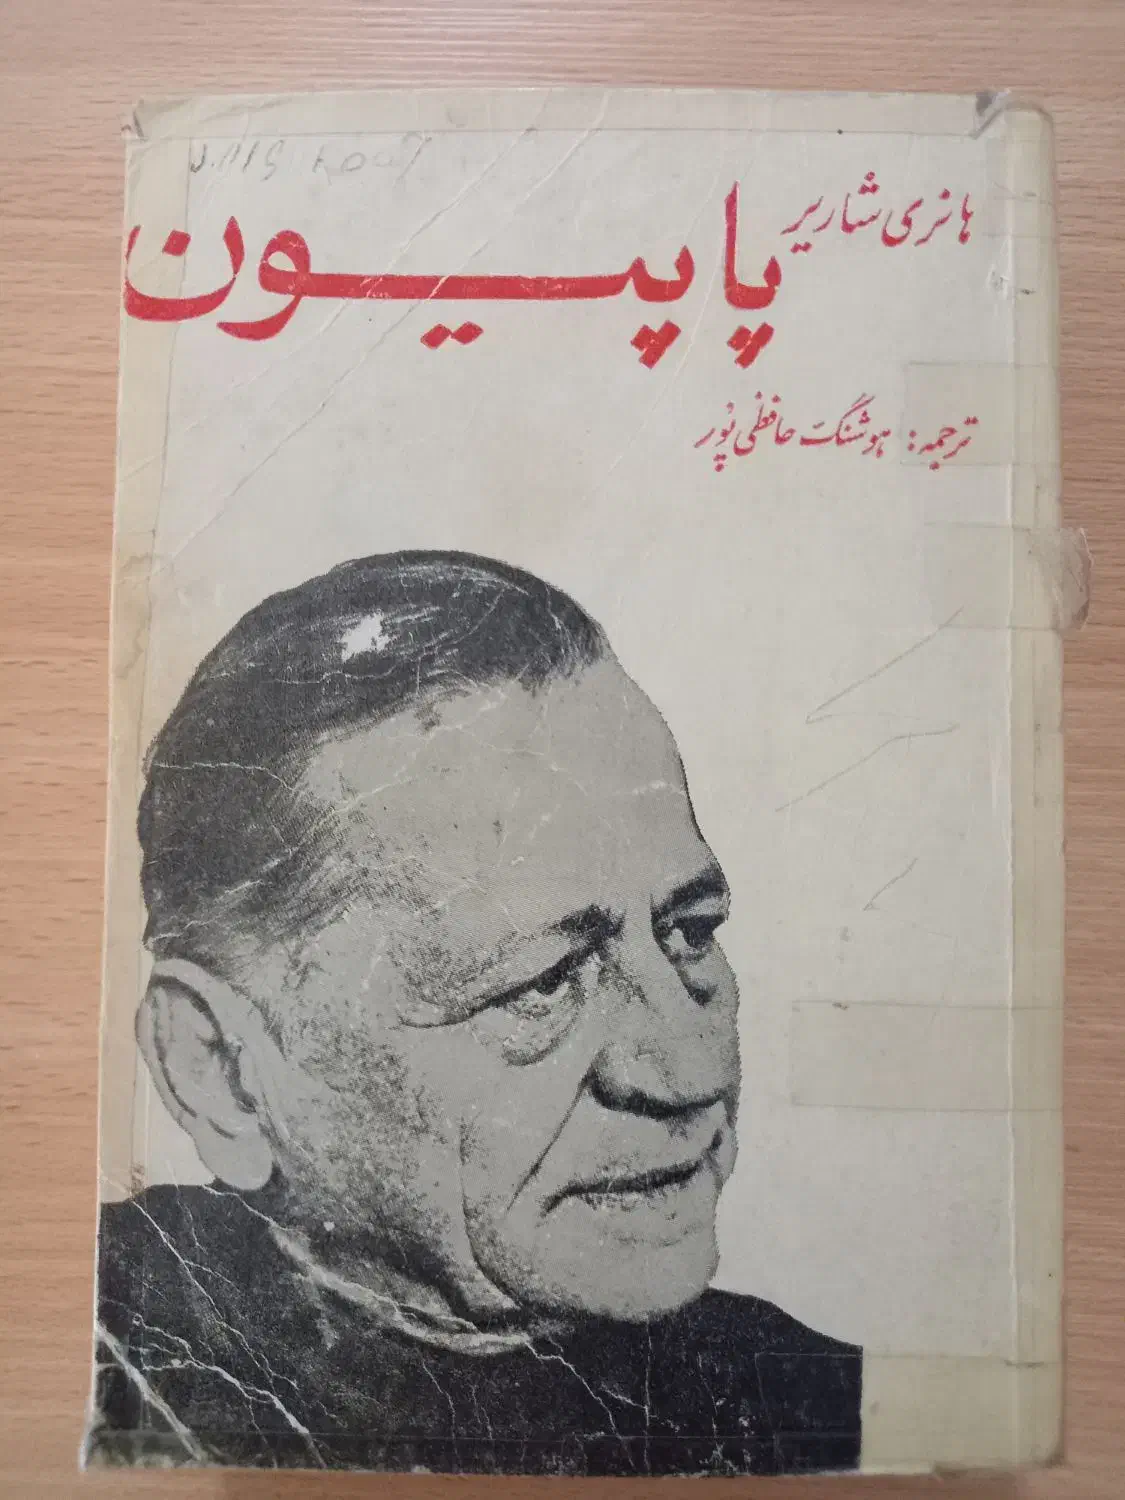 هانری شاریر
پاپیون
ترجمه: هوشنگ حافظی‌پور